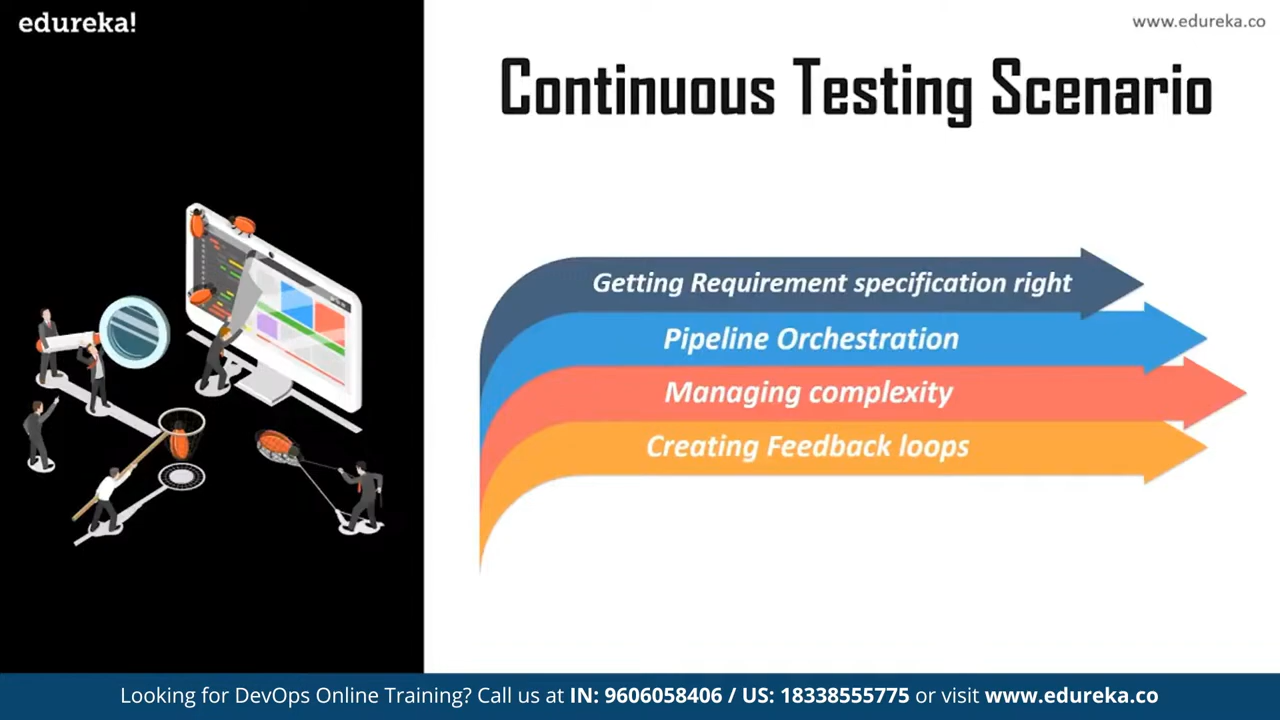 edureka!
www.edureka.co
Continuous Testing Scenario
Getting Requirement specification right
Pipeline Orchestration
Managing complexity
Creating Feedback loops
Looking for DevOps Online Training? Call us at IN: 9606058406 / US: 18338555775 or visit www.edureka.co